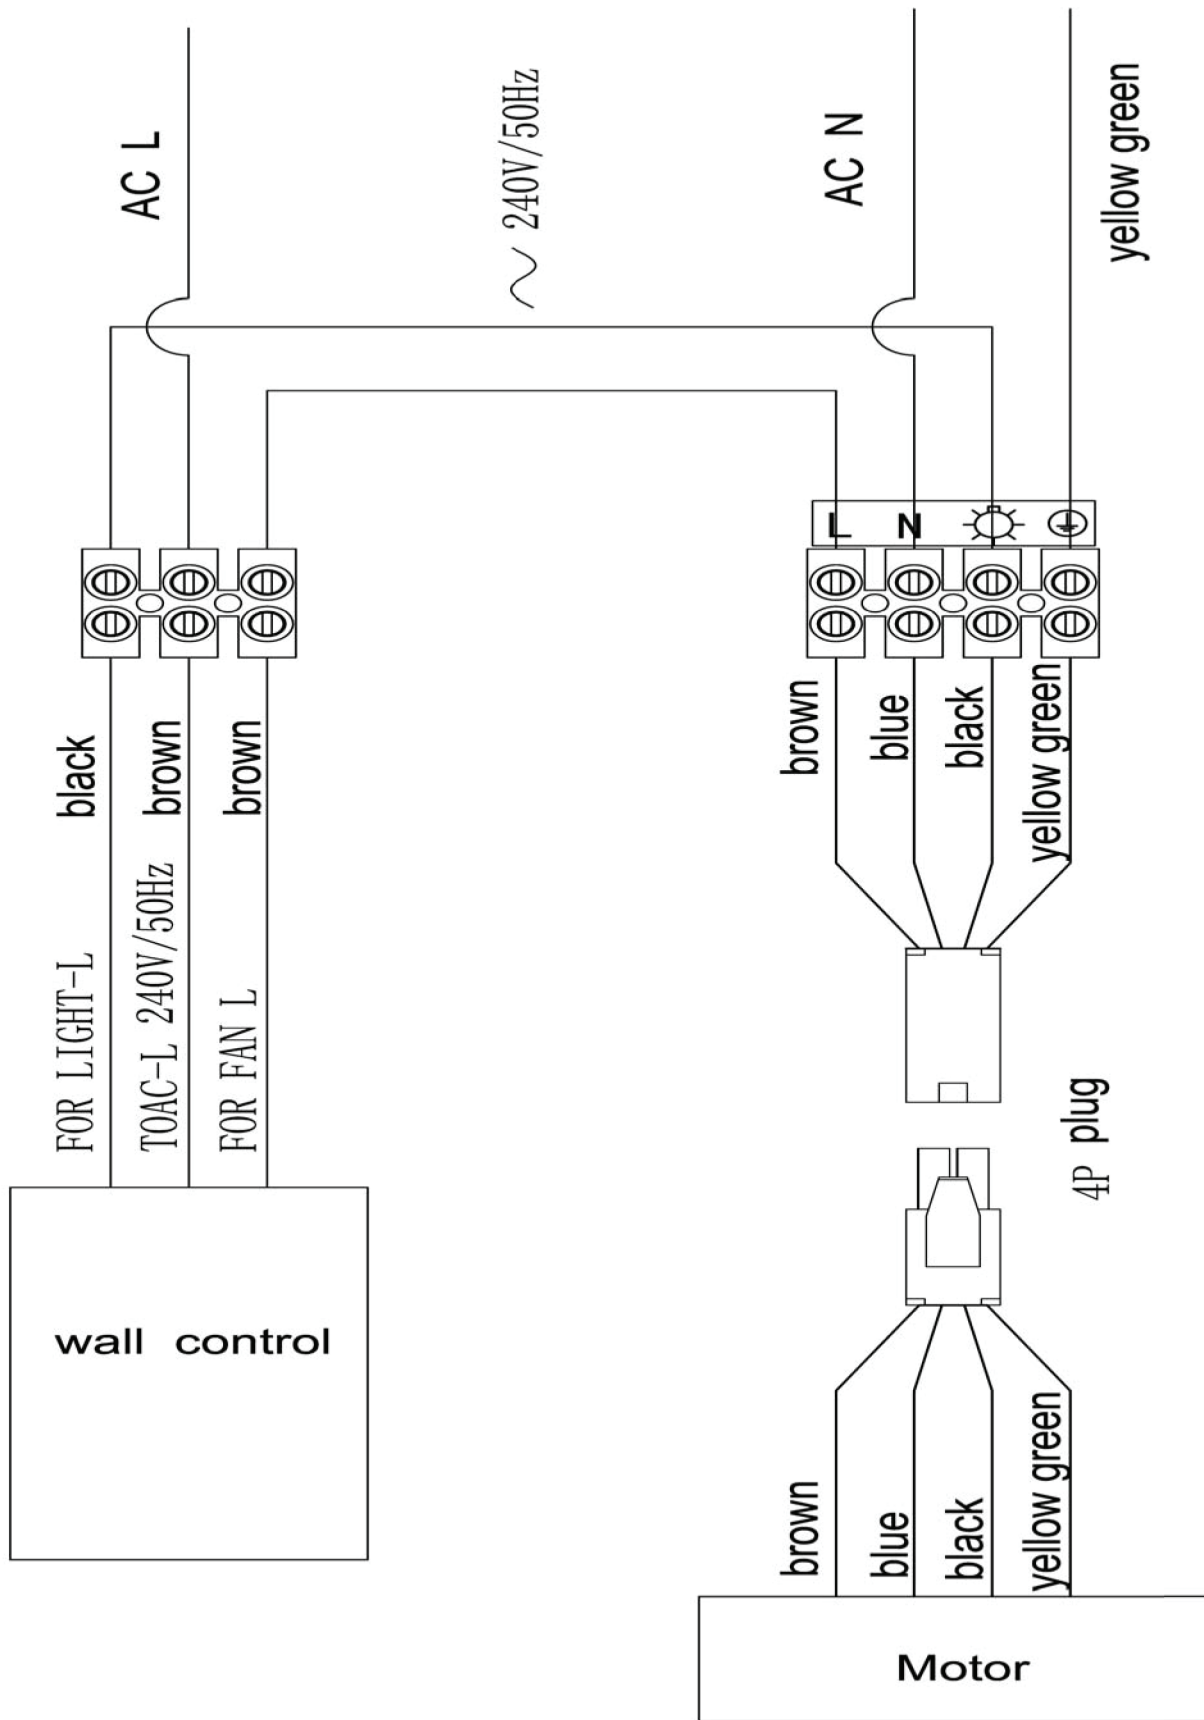 AC L
~ 240V/50Hz
AC N
yellow green
L N
black
brown
brown
brown
blue
black
yellow green
FOR LIGHT-L
TOAC-L 240V/50Hz
FOR FAN L
4P plug
wall control
brown
blue
black
yellow green
Motor